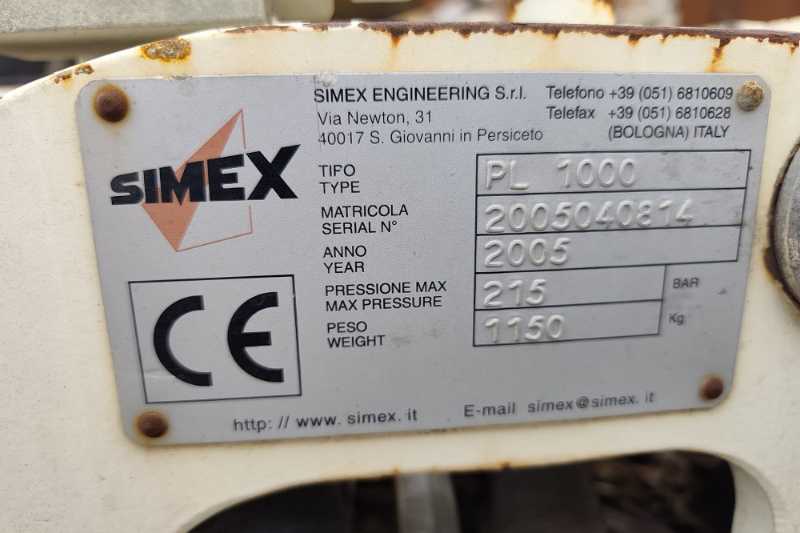 SIMEX
SIMEX ENGINEERING S.r.l.
Via Newton, 31
40017 S. Giovanni in Persiceto
Telefono +39 (051) 6810609
Telefax +39 (051) 6810628
(BOLOGNA) ITALY
TIPO
TYPE
PL 1000
MATRICOLA
SERIAL N°
2005040814
ANNO
YEAR
2005
PRESSIONE MAX
MAX PRESSURE
215 BAR
PESO
WEIGHT
1150 Kg
CE
http: // www. simex. it E-mail simex@simex. it